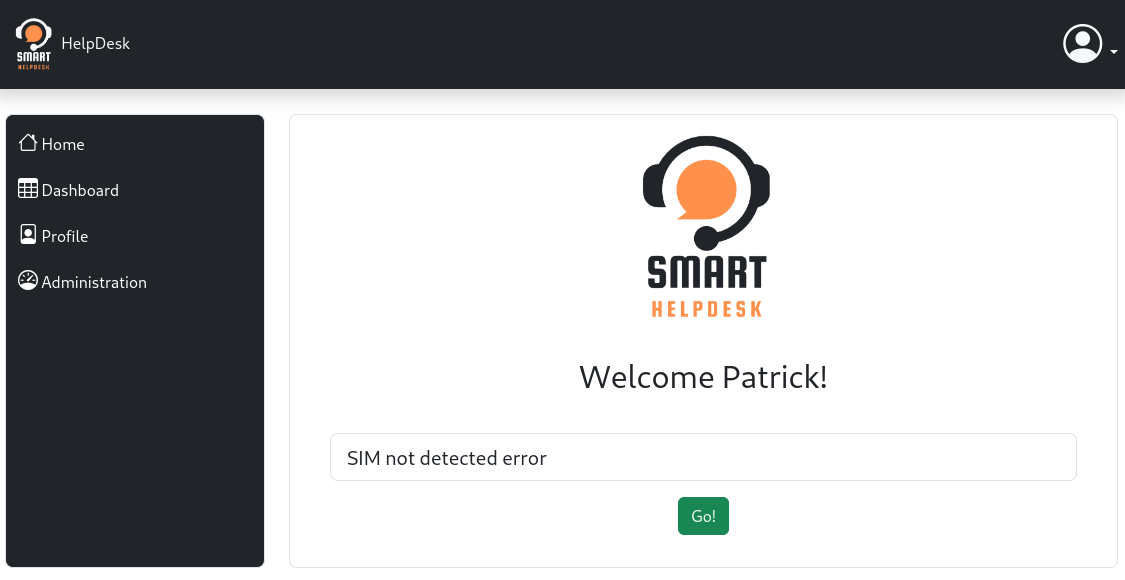 SMART
HELPDESK
HelpDesk
Home
Dashboard
Profile
Administration
SMART
HELPDESK
Welcome Patrick!
SIM not detected error
Go!